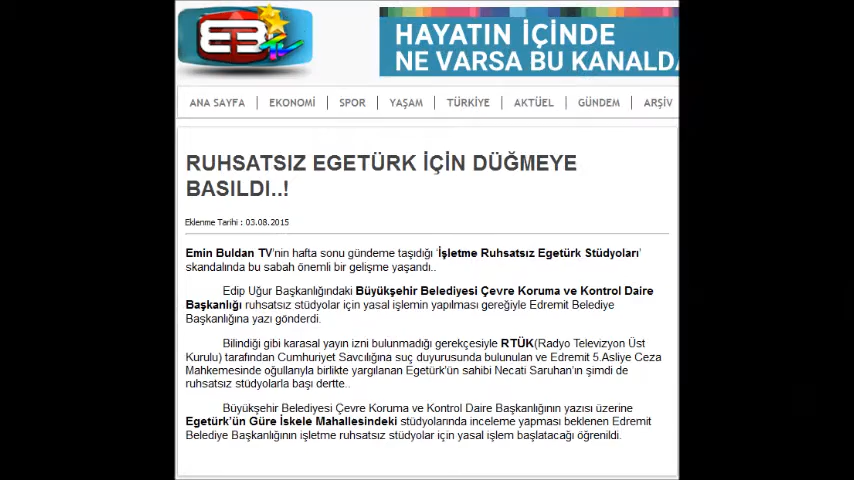 EB TV
HAYATIN İÇİNDE
NE VARSA BU KANALDA
ANA SAYFA
EKONOMİ
SPOR
YAŞAM
TÜRKİYE
AKTÜEL
GÜNDEM
ARŞİV
RUHSATSIZ EGETÜRK İÇİN DÜĞMEYE
BASILDI..!
Eklenme Tarihi : 03.08.2015
Emin Buldan TV'nin hafta sonu gündeme taşıdığı 'İşletme Ruhsatsız Egetürk Stüdyoları'
skandalında bu sabah önemli bir gelişme yaşandı..
Edip Uğur Başkanlığındaki Büyükşehir Belediyesi Çevre Koruma ve Kontrol Daire
Başkanlığı ruhsatsız stüdyolar için yasal işlemin yapılması gereğiyle Edremit Belediye
Başkanlığına yazı gönderdi.
Bilindiği gibi karasal yayın izni bulunmadığı gerekçesiyle RTÜK(Radyo Televizyon Üst
Kurulu) tarafından Cumhuriyet Savcılığına suç duyurusunda bulunulan ve Edremit 5.Asliye Ceza
Mahkemesinde oğullarıyla birlikte yargılanan Egetürk'ün sahibi Necati Saruhan'ın şimdi de
ruhsatsız stüdyolarla başı dertte..
Büyükşehir Belediyesi Çevre Koruma ve Kontrol Daire Başkanlığının yazısı üzerine
Egetürk'ün Güre İskele Mahallesindeki stüdyolarında inceleme yapması beklenen Edremit
Belediye Başkanlığının işletme ruhsatsız stüdyolar için yasal işlem başlatacağı öğrenildi.